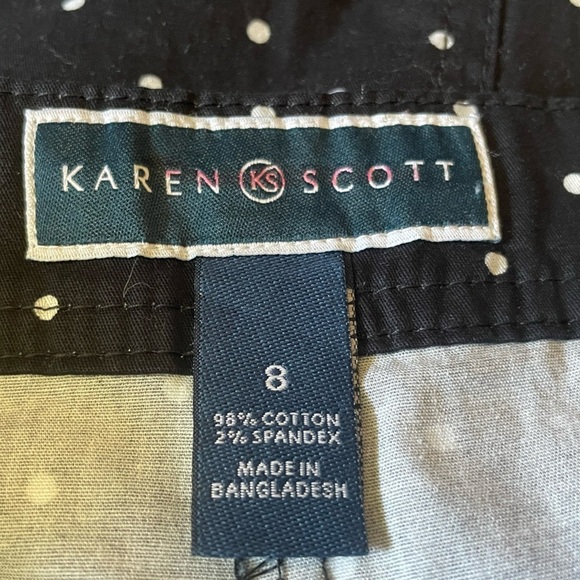 KAREN KS SCOTT
8
98% COTTON
2% SPANDEX
MADE IN
BANGLADESH